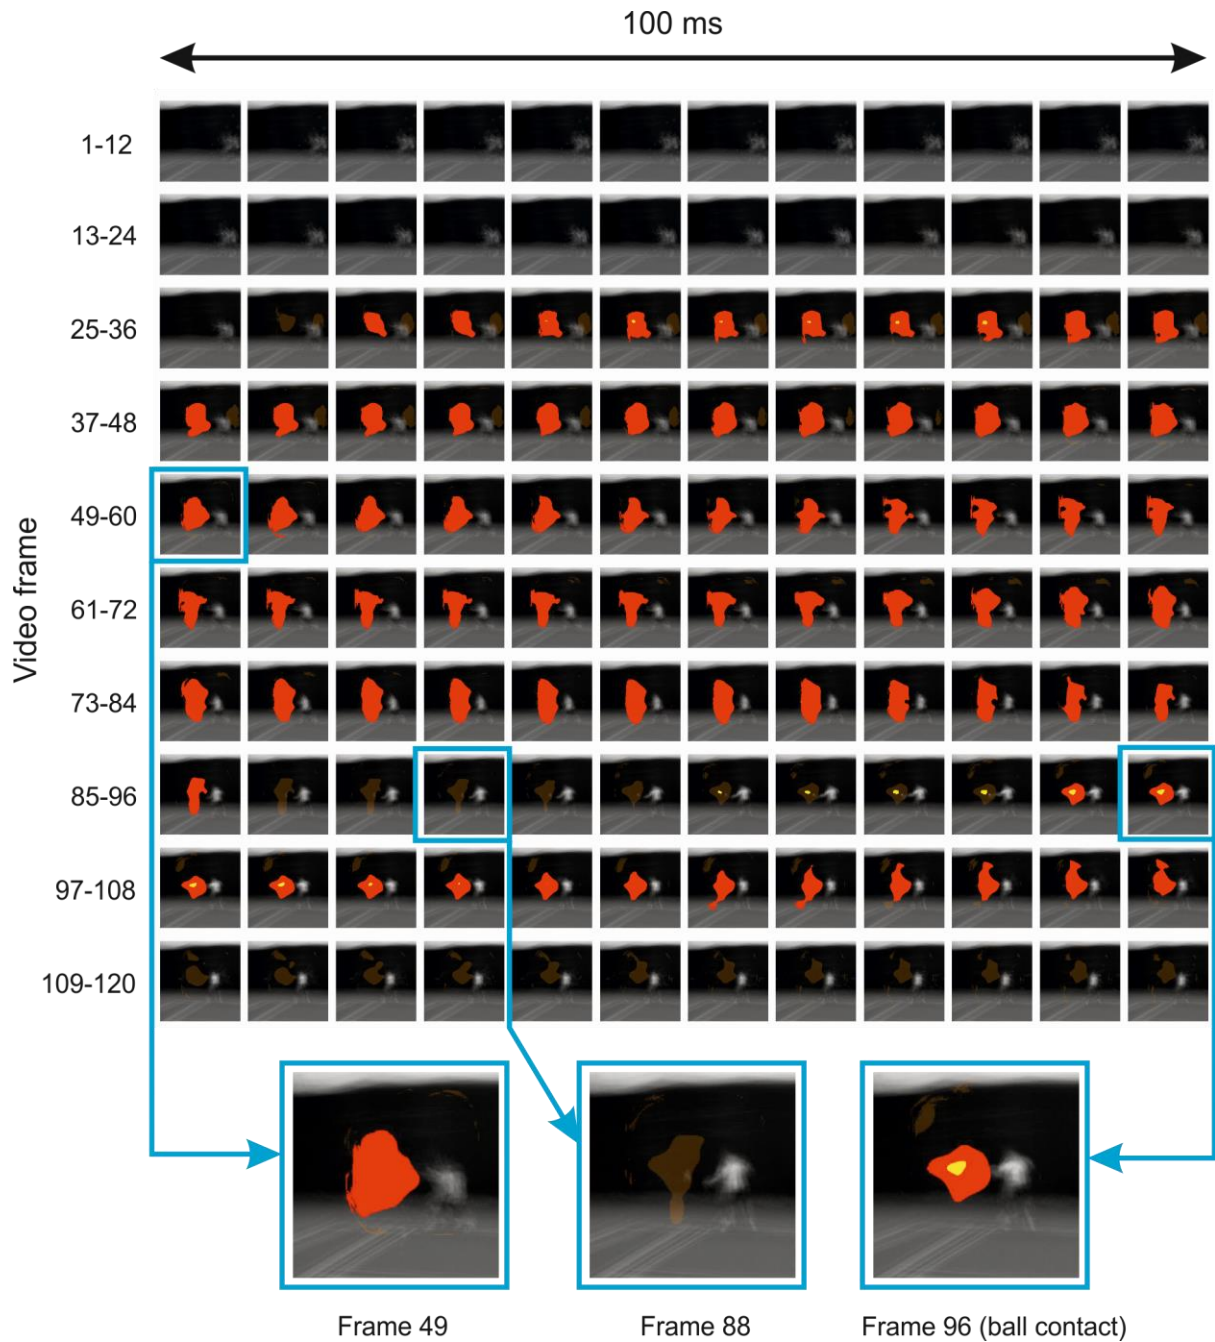 100 ms
Video frame
1-12
13-24
25-36
37-48
49-60
61-72
73-84
85-96
97-108
109-120
Frame 49
Frame 88
Frame 96 (ball contact)